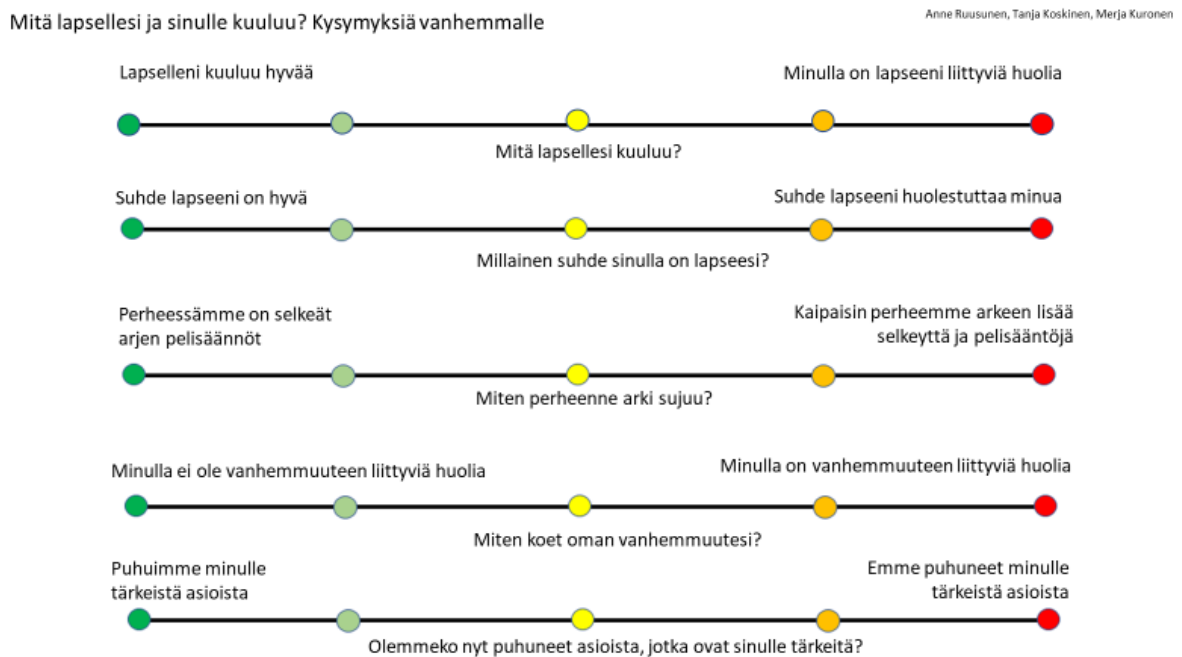 Mitä lapsellesi ja sinulle kuuluu? Kysymyksiä vanhemmalle
Anne Ruusunen, Tanja Koskinen, Merja Kuronen
Lapselleni kuuluu hyvää
Minulla on lapseeni liittyviä huolia
Mitä lapsellesi kuuluu?
Suhde lapseeni on hyvä
Suhde lapseeni huolestuttaa minua
Millainen suhde sinulla on lapseesi?
Perheessämme on selkeät
arjen pelisäännöt
Kaipaisin perheemme arkeen lisää
selkeyttä ja pelisääntöjä
Miten perheenne arki sujuu?
Minulla ei ole vanhemmuuteen liittyviä huolia
Minulla on vanhemmuuteen liittyviä huolia
Miten koet oman vanhemmuutesi?
Puhuimme minulle
tärkeistä asioista
Emme puhuneet minulle
tärkeistä asioista
Olemmeko nyt puhuneet asioista, jotka ovat sinulle tärkeitä?